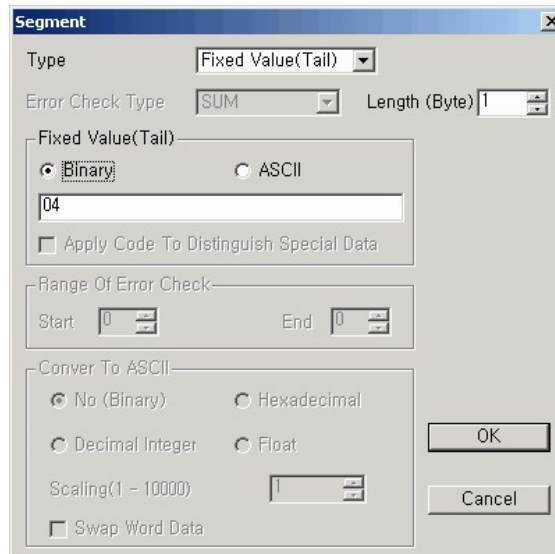 Segment
Type Fixed Value(Tail)
Error Check Type SUM Length (Byte) 1
Fixed Value(Tail)
Binary ASCII
04
Apply Code To Distinguish Special Data
Range Of Error Check
Start 0 End 0
Conver To ASCII
No (Binary) Hexadecimal
Decimal Integer Float
OK
Scaling(1 - 10000) 1
Cancel
Swap Word Data